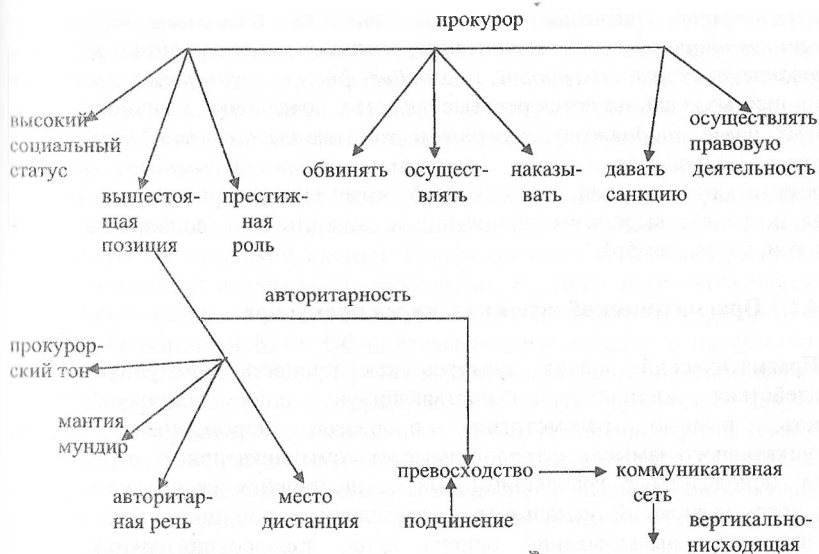 прокурор
высокий
социальный
статус
вышестоя-
щая
позиция
престиж-
ная
роль
обвинять
осущест-
влять
наказы-
вать
давать
санкцию
осуществлять
правовую
деятельность
авторитарность
прокурор-
ский тон
мантия
мундир
авторитар-
ная речь
место
дистанция
превосходство
подчинение
коммуникативная
сеть
вертикально-
нисходящая